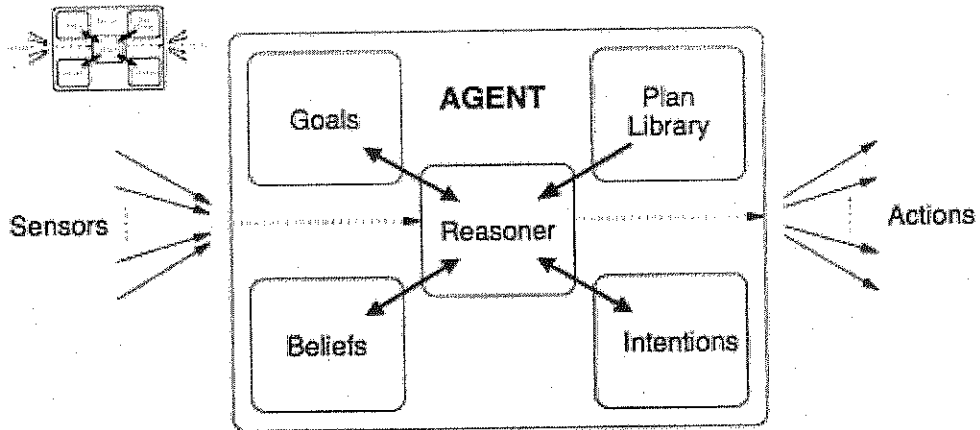 AGENT
Goals
Plan
Library
Sensors
Reasoner
Actions
Beliefs
Intentions